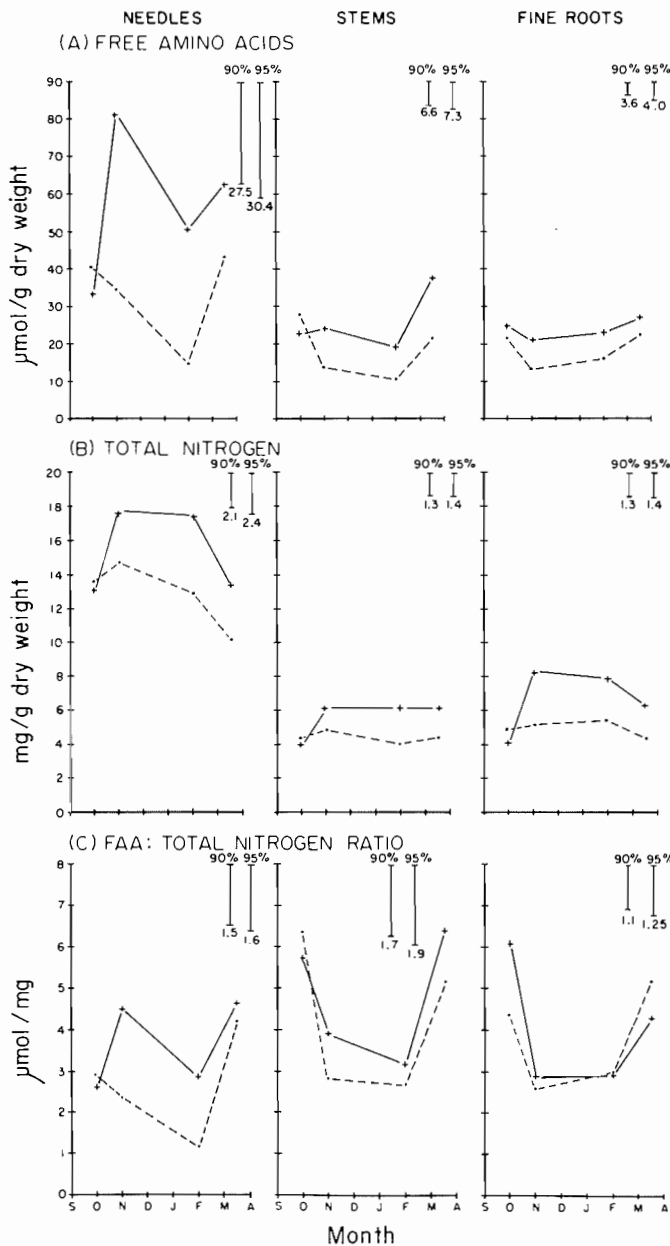 NEEDLES STEMS FINE ROOTS
(A) FREE AMINO ACIDS
90% 95% 90% 95% 90% 95%
90
80
70
60
50
40
30
20
10
0
27.5 30.4 6.6 7.3 3.6 4.0
μmol/g dry weight
(B) TOTAL NITROGEN
90% 95% 90% 95% 90% 95%
20
18
16
14
12
10
8
6
4
2
0
2.1 2.4 1.3 1.4 1.3 1.4
mg/g dry weight
(C) FAA: TOTAL NITROGEN RATIO
90% 95% 90% 95% 90% 95%
8
7
6
5
4
3
2
1
0
1.5 1.6 1.7 1.9 1.1 1.25
μmol/mg
S O N D J F M A S O N D J F M A S O N D J F M A
Month